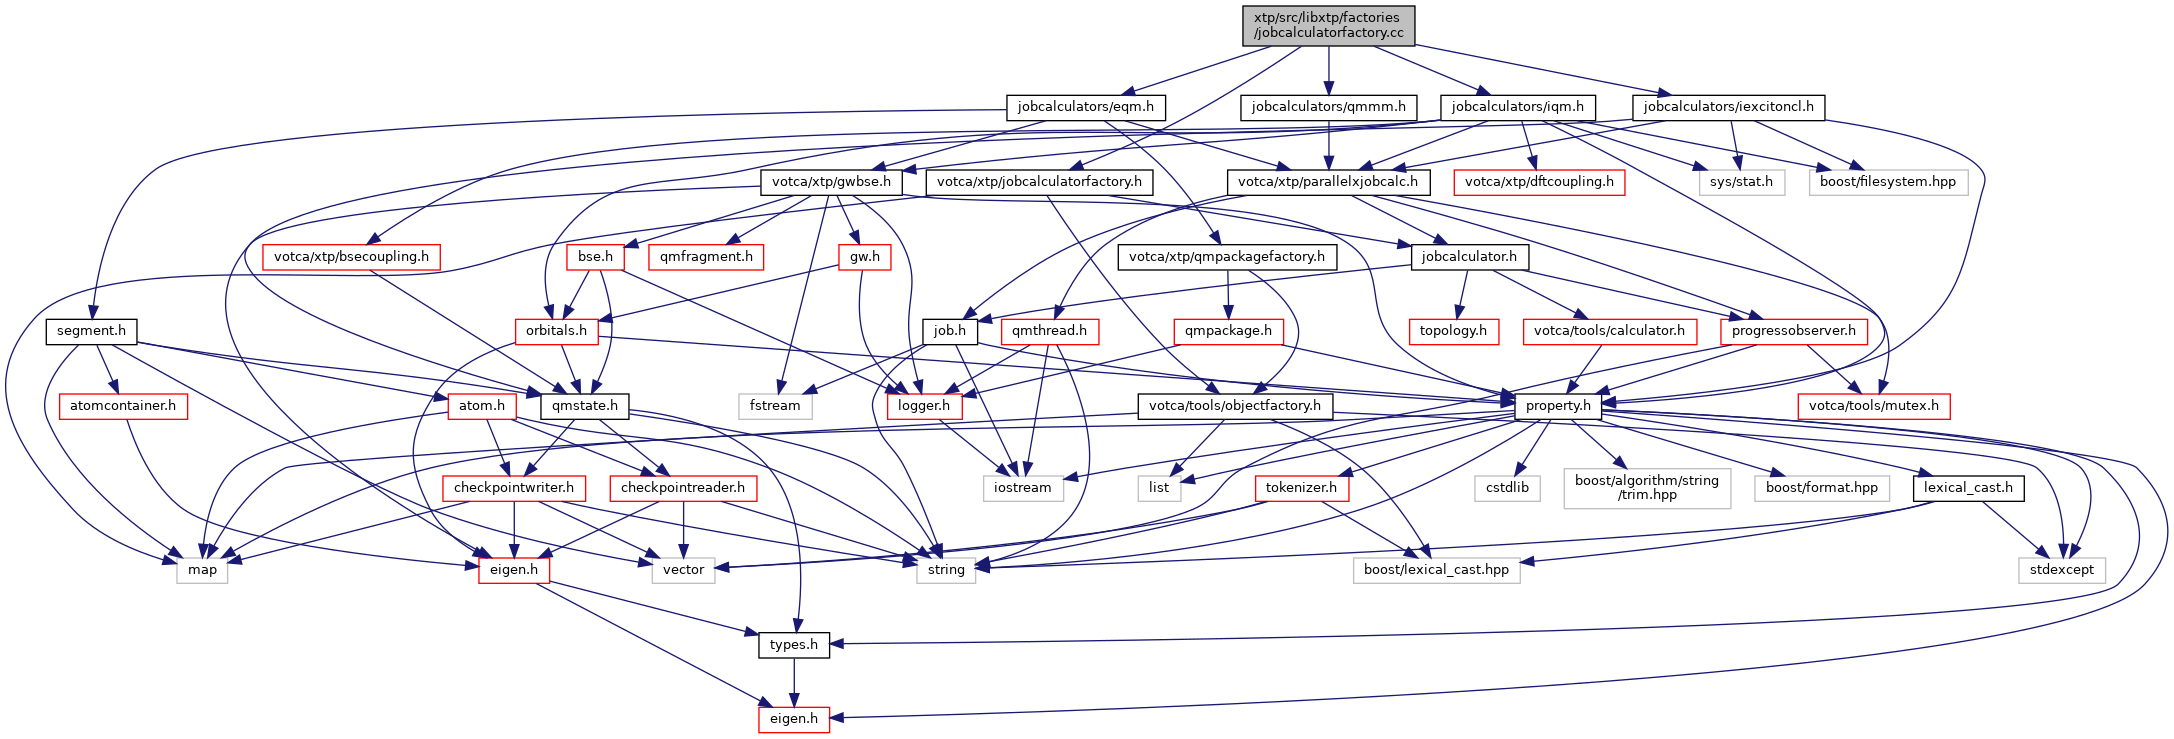 xtp/src/libxtp/factories
/jobcalculatorfactory.cc
jobcalculators/eqm.h
jobcalculators/qmmm.h
jobcalculators/iqm.h
jobcalculators/iexcitoncl.h
votca/xtp/gwbse.h
votca/xtp/jobcalculatorfactory.h
votca/xtp/parallelxjobcalc.h
votca/xtp/dftcoupling.h
sys/stat.h
boost/filesystem.hpp
votca/xtp/bsecoupling.h
bse.h
qmfragment.h
gw.h
votca/xtp/qmpackagefactory.h
jobcalculator.h
segment.h
orbitals.h
job.h
qmthread.h
qmpackage.h
topology.h
votca/tools/calculator.h
progressobserver.h
atomcontainer.h
atom.h
qmstate.h
fstream
logger.h
votca/tools/objectfactory.h
property.h
votca/tools/mutex.h
checkpointwriter.h
checkpointreader.h
iostream
list
tokenizer.h
cstdlib
boost/algorithm/string
/trim.hpp
boost/format.hpp
lexical_cast.h
map
eigen.h
vector
string
boost/lexical_cast.hpp
stdexcept
types.h
eigen.h